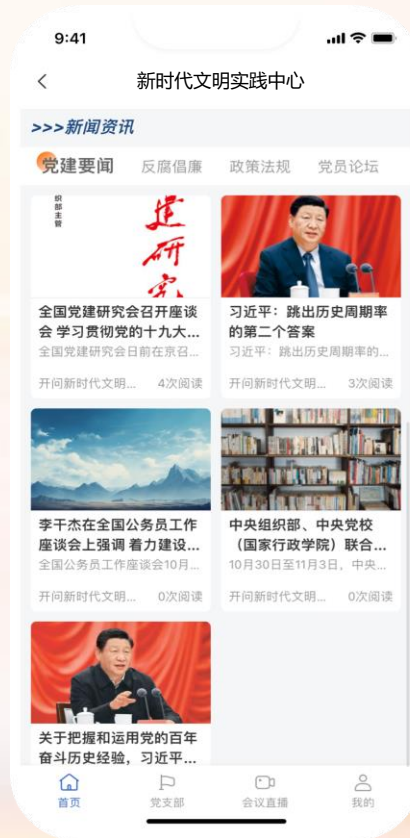 9:41
新时代文明实践中心
>>>新闻资讯
党建要闻 反腐倡廉 政策法规 党员论坛
织部主管
建研究
全国党建研究会召开座谈
会 学习贯彻党的十九大...
全国党建研究会日前在京召...
开问新时代文明... 4次阅读
习近平：跳出历史周期率
的第二个答案
习近平：跳出历史周期率的...
开问新时代文明... 3次阅读
李干杰在全国公务员工作
座谈会上强调 着力建设...
全国公务员工作座谈会10月...
开问新时代文明... 0次阅读
中央组织部、中央党校
（国家行政学院）联合...
10月30日至11月3日，中央...
开问新时代文明... 0次阅读
关于把握和运用党的百年
奋斗历史经验，习近平...
首页 党支部 会议直播 我的